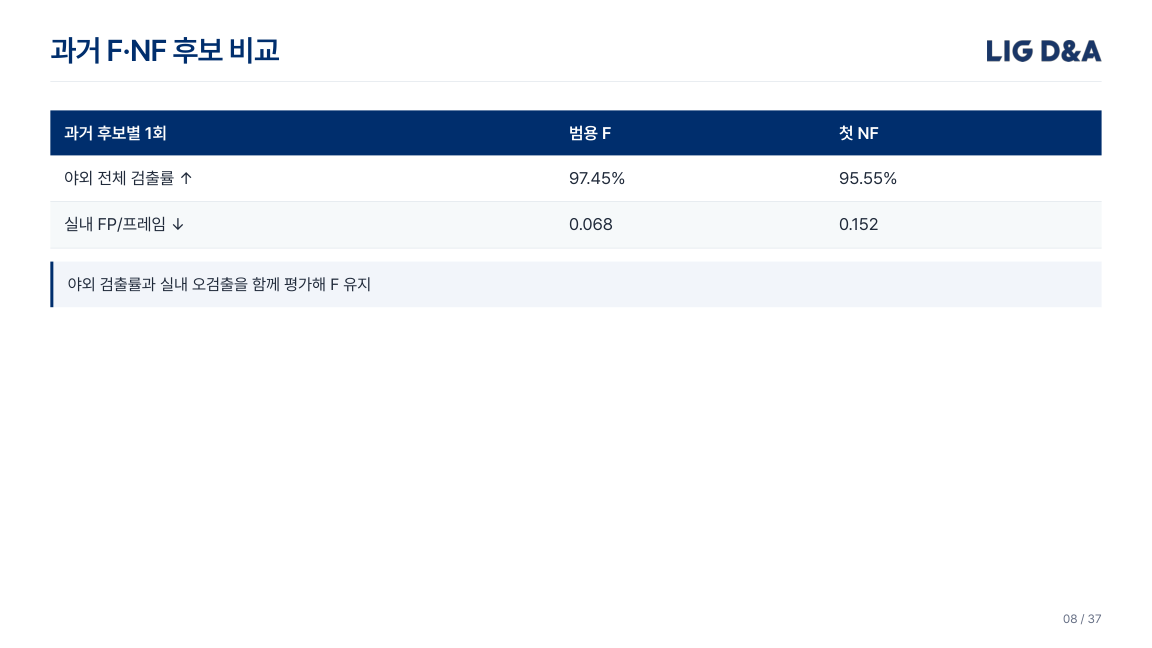 과거 F·NF 후보 비교
LIG D&A
과거 후보별 1회 범용 F 첫 NF
야외 전체 검출률 ↑ 97.45% 95.55%
실내 FP/프레임 ↓ 0.068 0.152
야외 검출률과 실내 오검출을 함께 평가해 F 유지
08 / 37